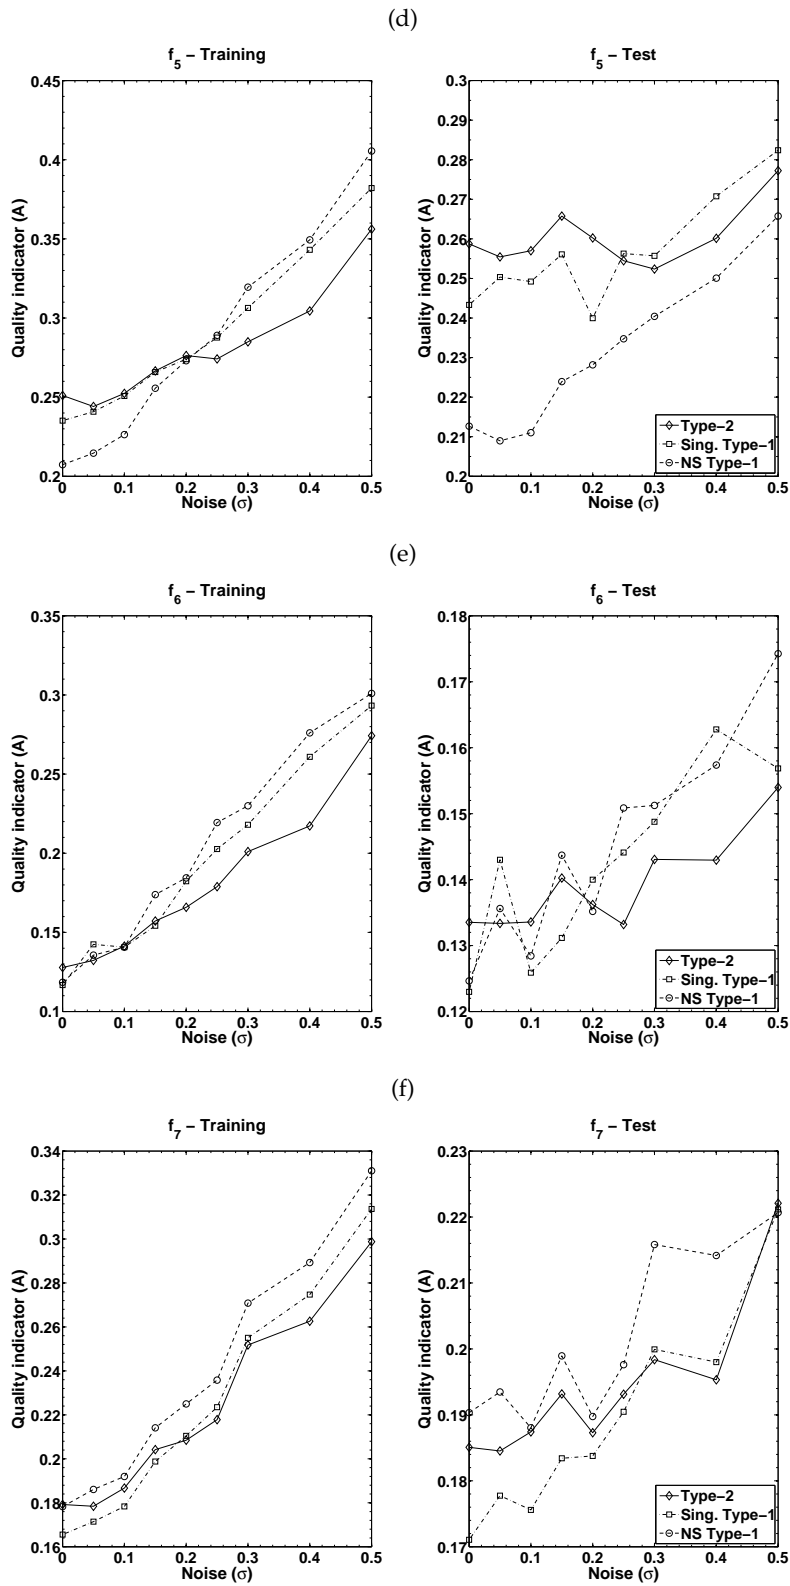 (d)
f5 – Training
Quality indicator (A)
0.45
0.4
0.35
0.3
0.25
0.2
0 0.1 0.2 0.3 0.4 0.5
Noise (σ)
f5 – Test
Quality indicator (A)
0.3
0.29
0.28
0.27
0.26
0.25
0.24
0.23
0.22
0.21
0.2
0 0.1 0.2 0.3 0.4 0.5
Noise (σ)
Type–2
Sing. Type–1
NS Type–1
(e)
f6 – Training
Quality indicator (A)
0.35
0.3
0.25
0.2
0.15
0.1
0 0.1 0.2 0.3 0.4 0.5
Noise (σ)
f6 – Test
Quality indicator (A)
0.18
0.17
0.16
0.15
0.14
0.13
0.12
0 0.1 0.2 0.3 0.4 0.5
Noise (σ)
Type–2
Sing. Type–1
NS Type–1
(f)
f7 – Training
Quality indicator (A)
0.34
0.32
0.3
0.28
0.26
0.24
0.22
0.2
0.18
0.16
0 0.1 0.2 0.3 0.4 0.5
Noise (σ)
f7 – Test
Quality indicator (A)
0.23
0.22
0.21
0.2
0.19
0.18
0.17
0 0.1 0.2 0.3 0.4 0.5
Noise (σ)
Type–2
Sing. Type–1
NS Type–1